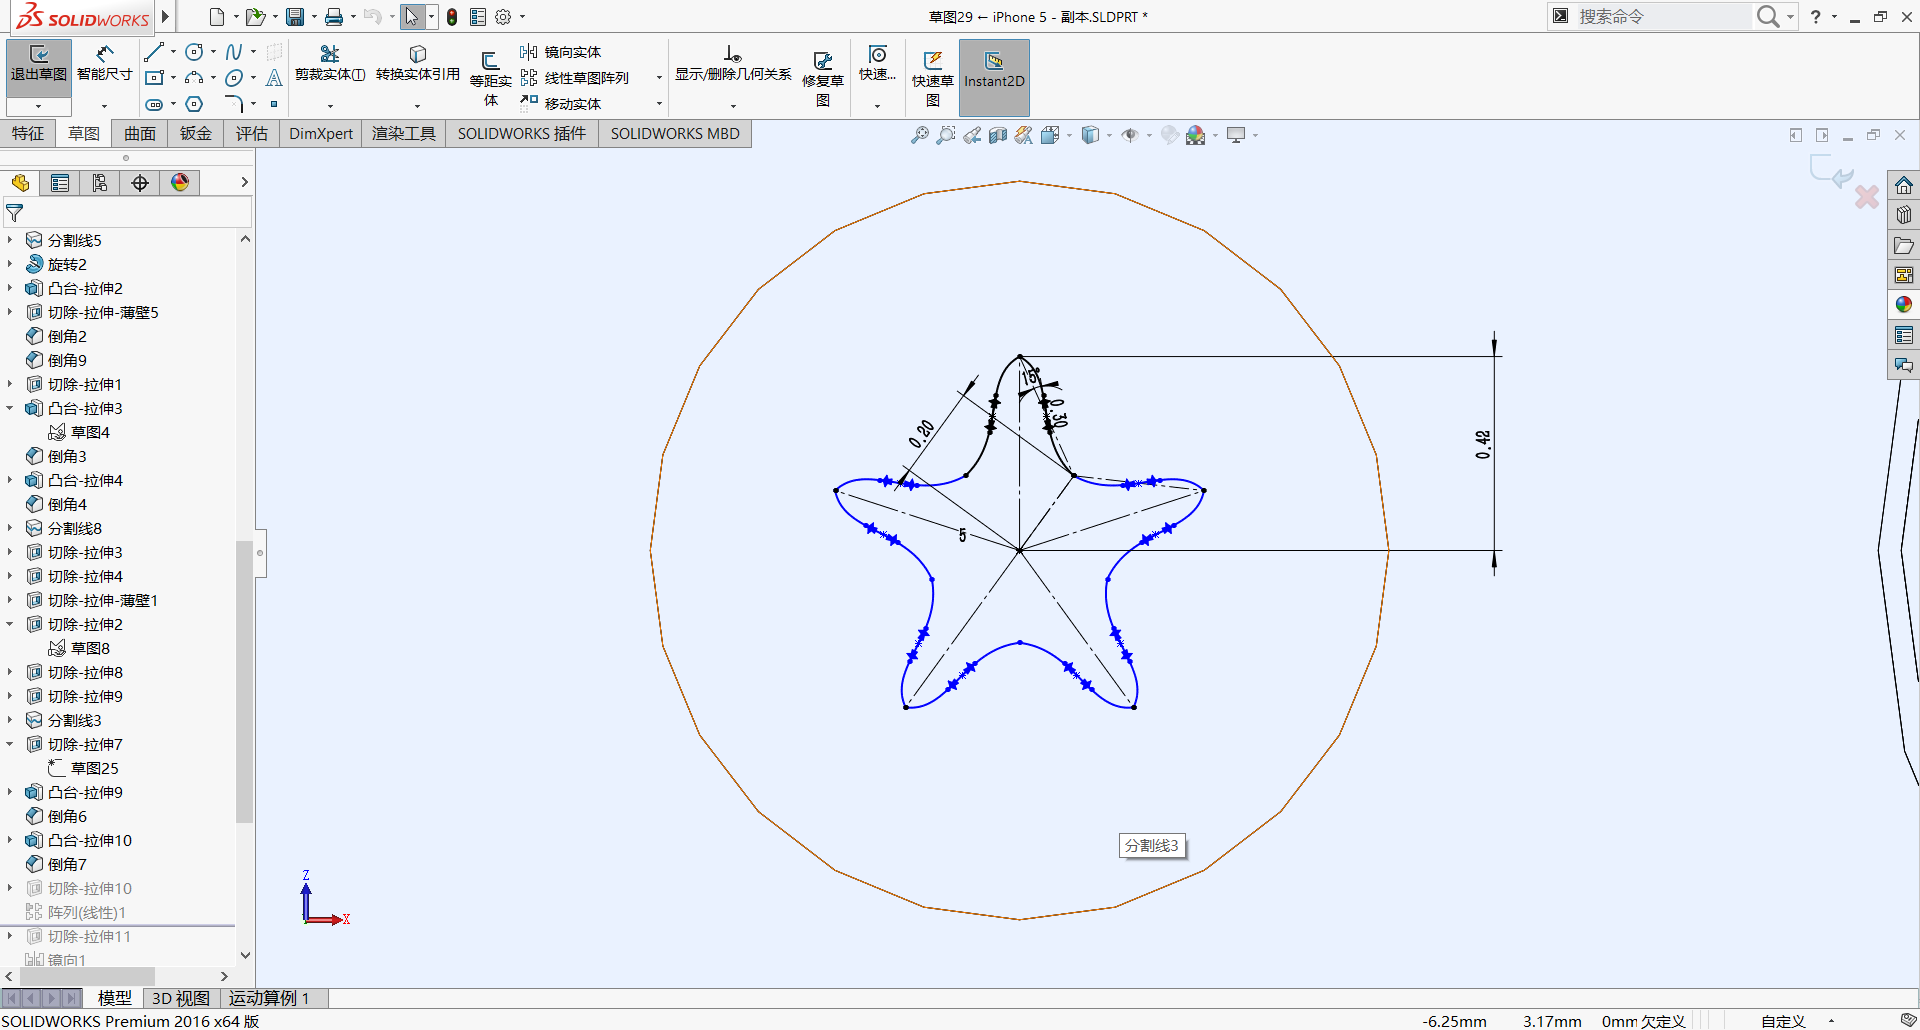 SOLIDWORKS
草图29 ← iPhone 5 - 副本.SLDPRT *
搜索命令
?
退出草图
智能尺寸
剪裁实体(T)
转换实体引用
等距实体
镜向实体
线性草图阵列
移动实体
显示/删除几何关系
修复草图
快速...
快速草图
Instant2D
特征
草图
曲面
钣金
评估
DimXpert
渲染工具
SOLIDWORKS 插件
SOLIDWORKS MBD
分割线5
旋转2
凸台-拉伸2
切除-拉伸-薄壁5
倒角2
倒角9
切除-拉伸1
凸台-拉伸3
草图4
倒角3
凸台-拉伸4
倒角4
分割线8
切除-拉伸3
切除-拉伸4
切除-拉伸-薄壁1
切除-拉伸2
草图8
切除-拉伸8
切除-拉伸9
分割线3
切除-拉伸7
草图25
凸台-拉伸9
倒角6
凸台-拉伸10
倒角7
切除-拉伸10
阵列(线性)1
切除-拉伸11
镜向1
15°
0.30
0.20
0.42
5
分割线3
Z
X
模型
3D 视图
运动算例 1
SOLIDWORKS Premium 2016 x64 版
-6.25mm
3.17mm
0mm 欠定义
自定义